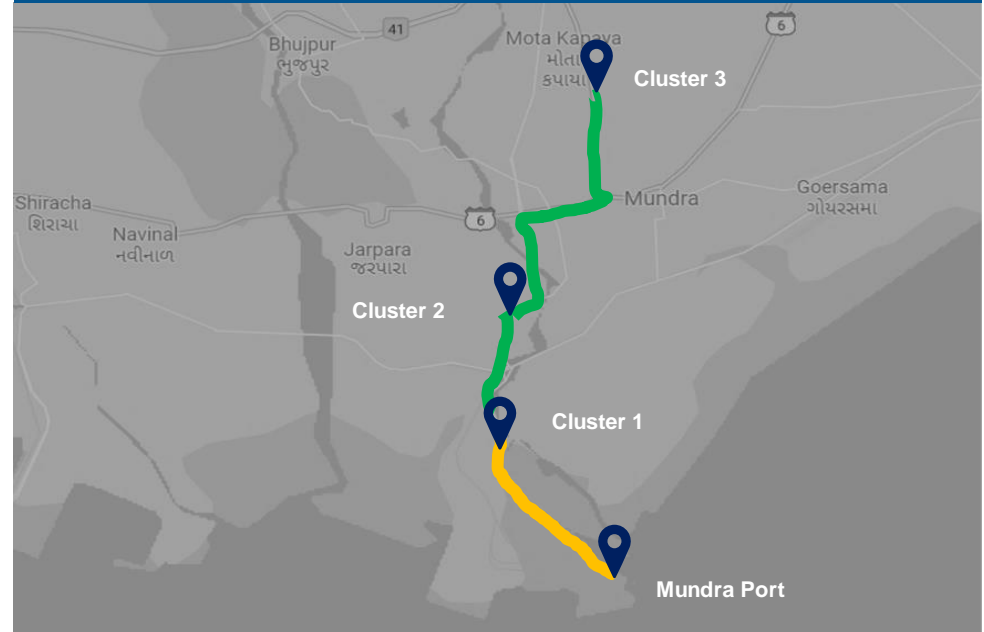 41
6
Bhujpur
ભુજપુર
Mota Kapaya
મોતા
કપાયા
Cluster 3
Shiracha
શિરાચા
Navinal
નવીનાળ
Jarpara
જરપારા
6
Mundra
Goersama
ગોયરસમા
Cluster 2
Cluster 1
Mundra Port